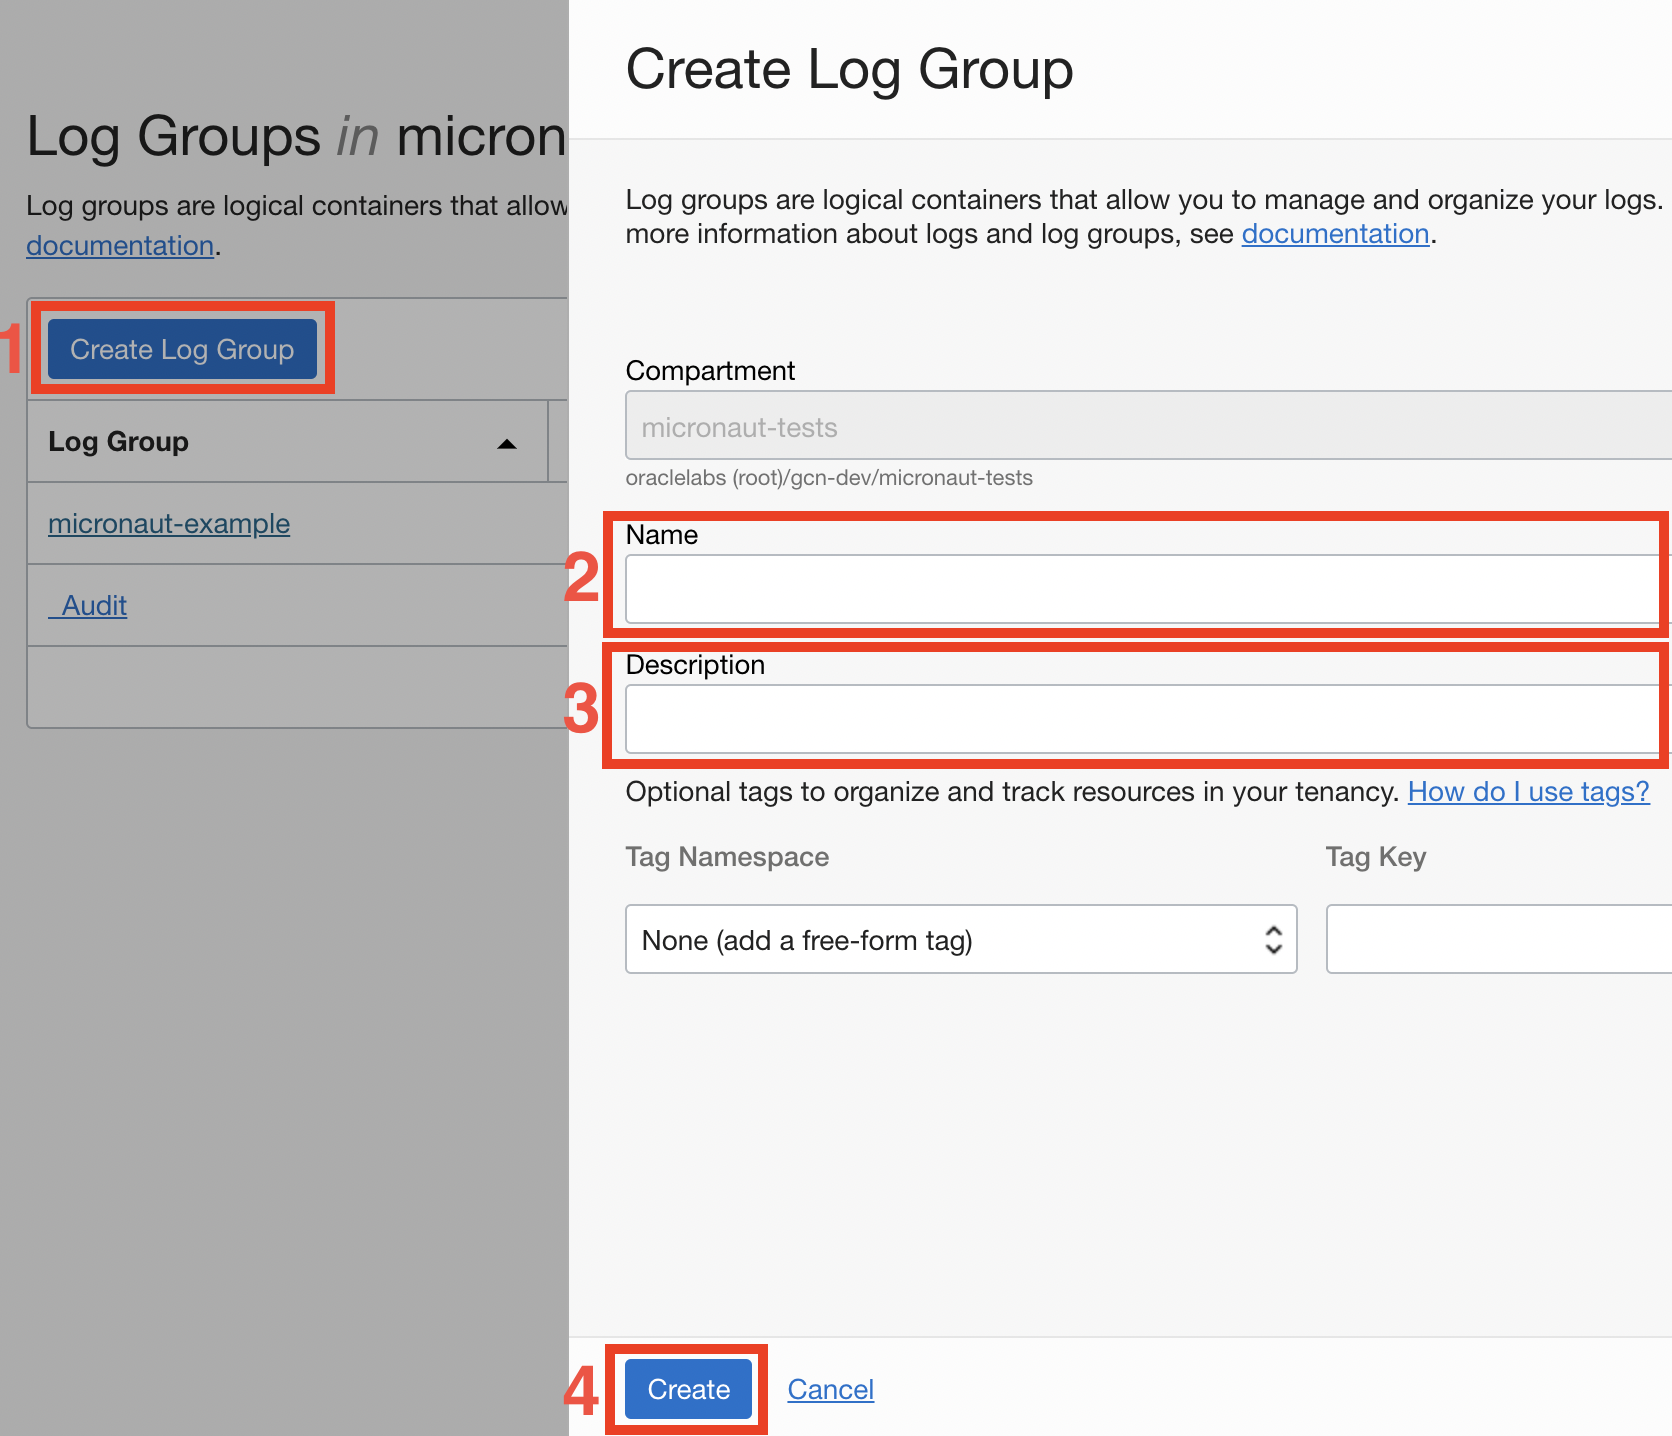 Log Groups in micron
Log groups are logical containers that allow
documentation.
1
Create Log Group
Log Group
micronaut-example
_Audit
Create Log Group
Log groups are logical containers that allow you to manage and organize your logs.
more information about logs and log groups, see documentation.
Compartment
micronaut-tests
oraclelabs (root)/gcn-dev/micronaut-tests
2
Name
3
Description
Optional tags to organize and track resources in your tenancy. How do I use tags?
Tag Namespace
Tag Key
None (add a free-form tag)
4
Create
Cancel